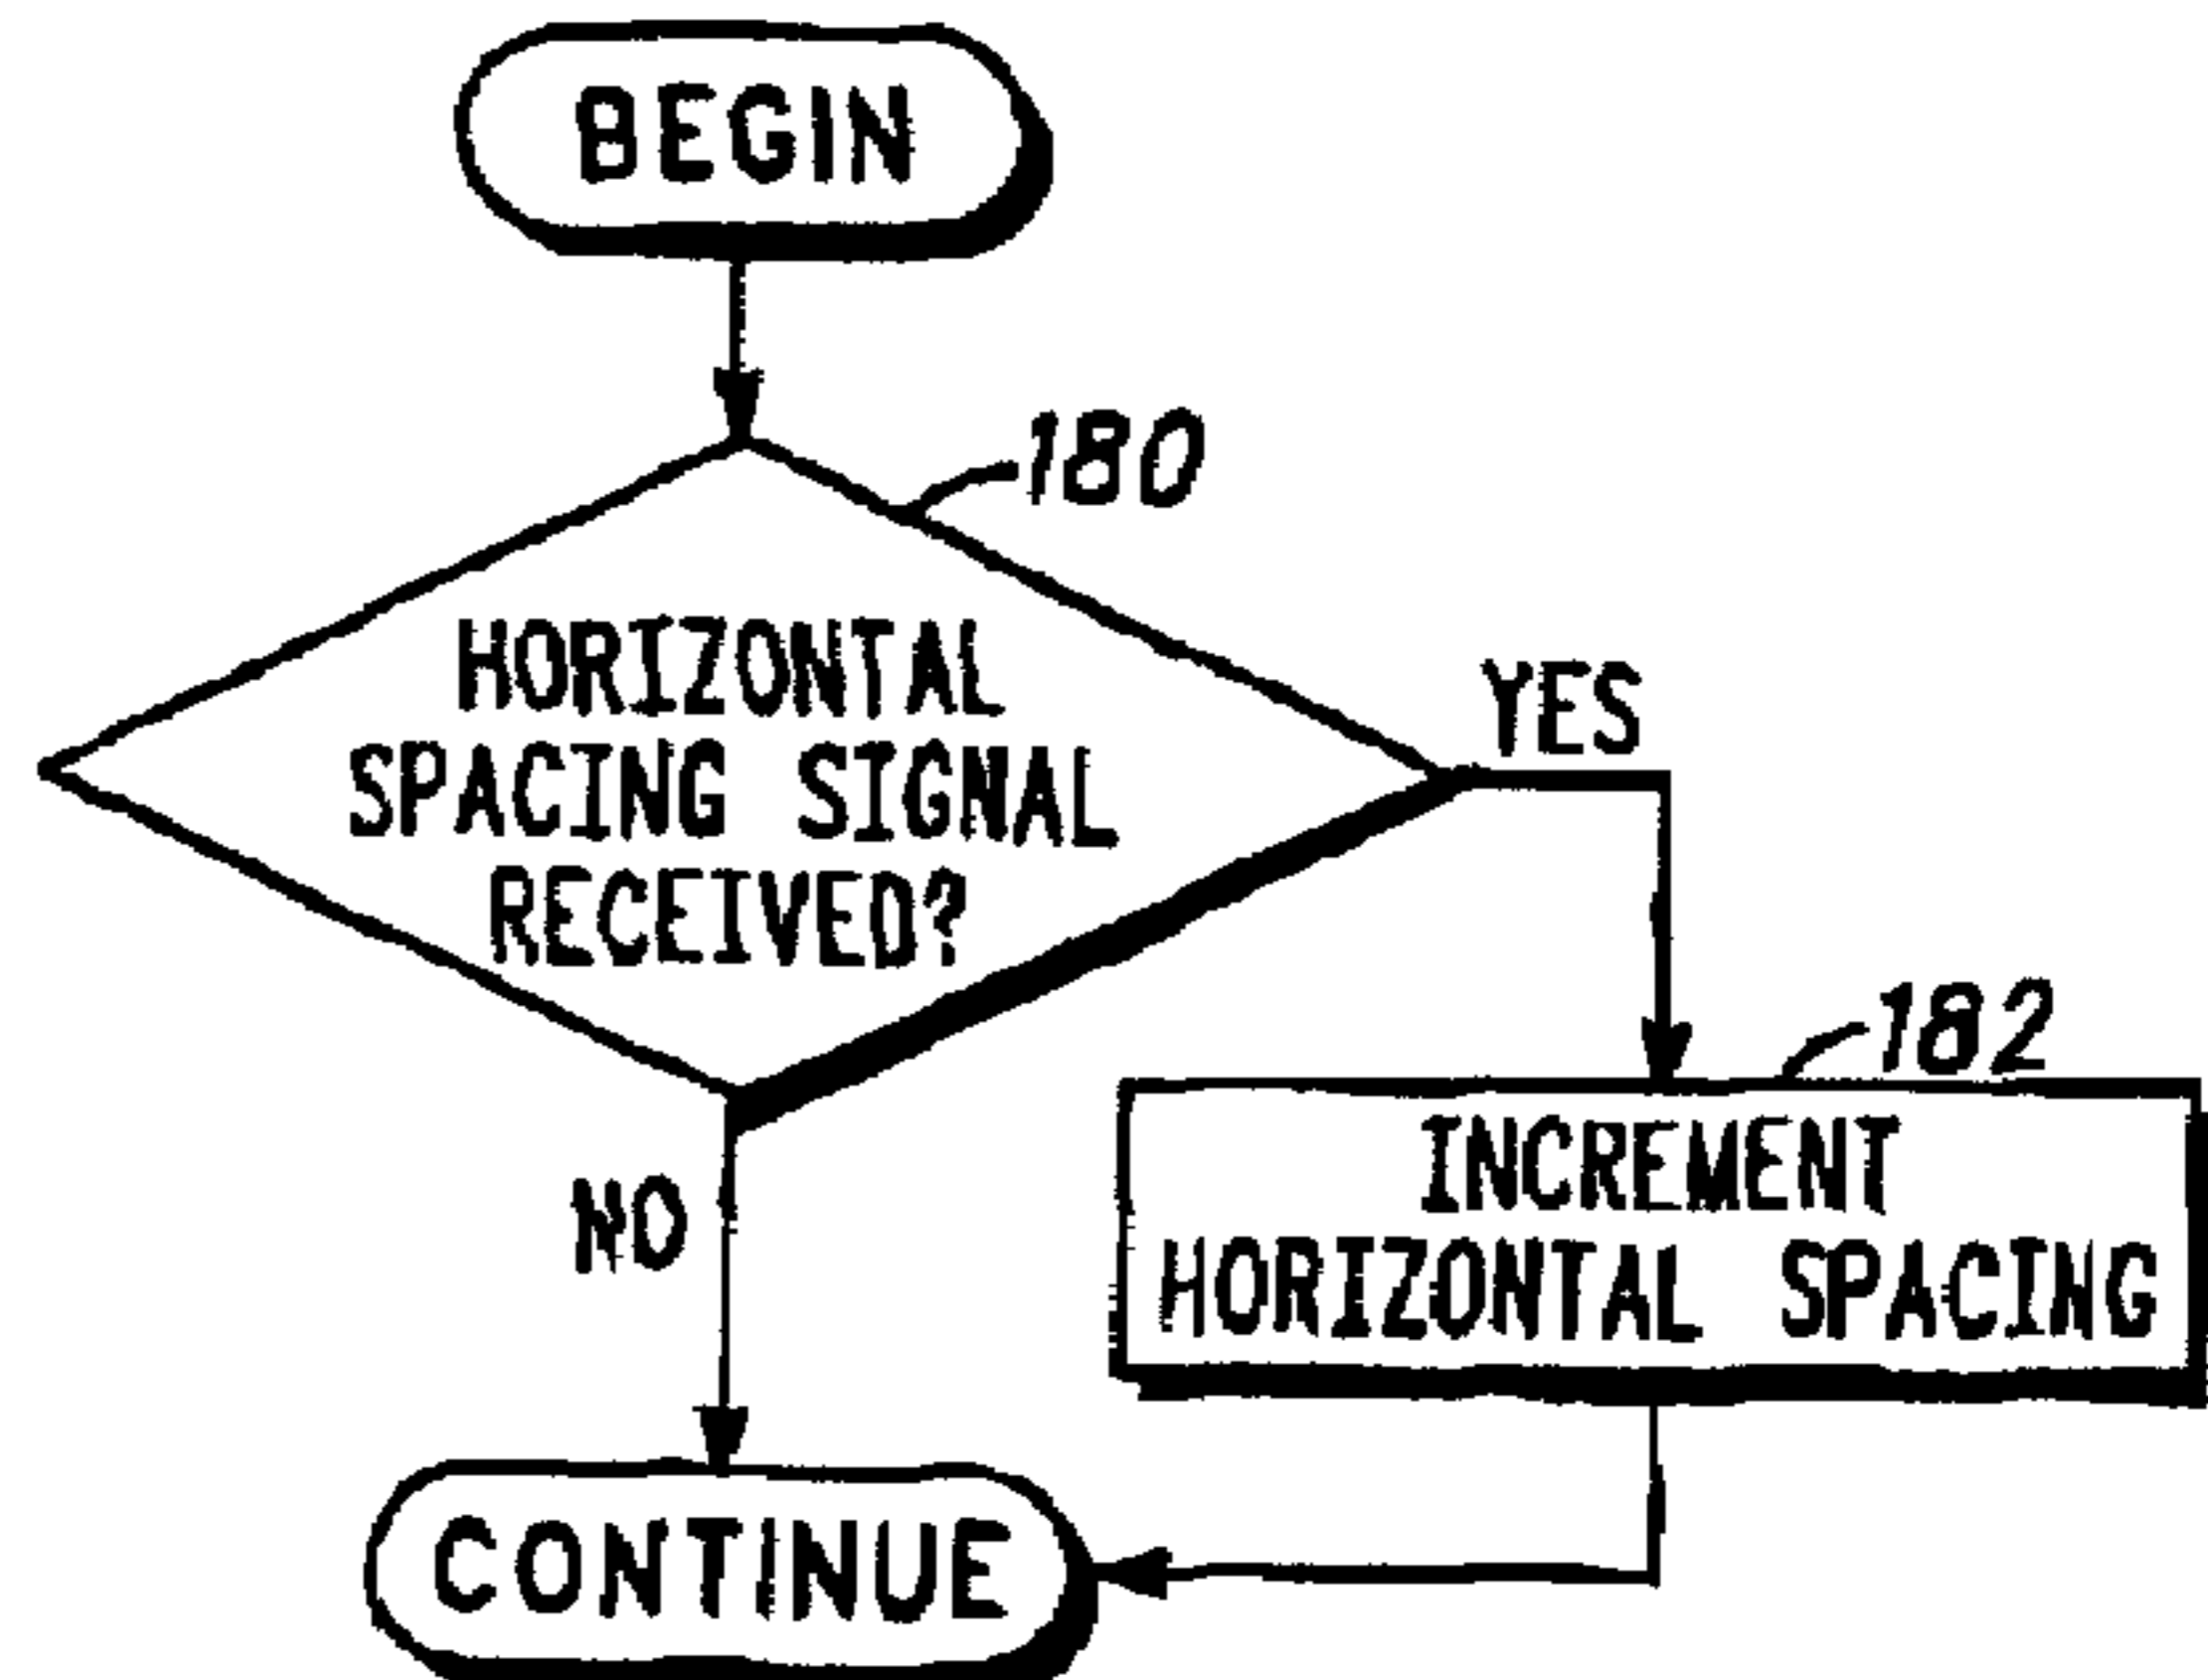 BEGIN
180
HORIZONTAL
SPACING SIGNAL
RECEIVED?
YES
182
INCREMENT
HORIZONTAL SPACING
NO
CONTINUE